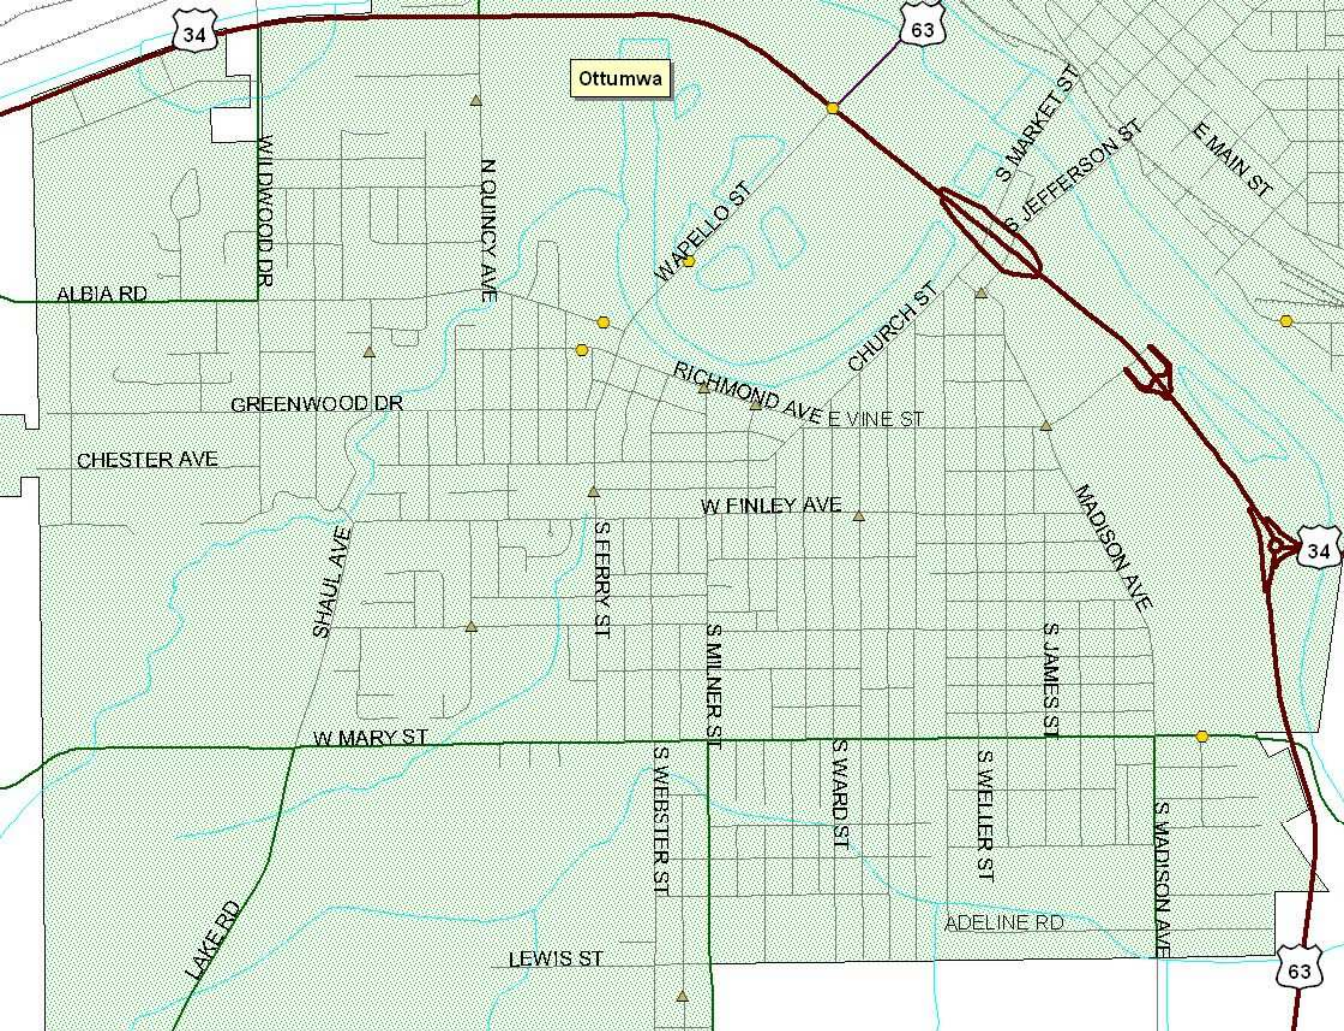 34
63
Ottumwa
S MARKET ST
S JEFFERSON ST
E MAIN ST
WILDWOOD DR
N QUINCY AVE
WAPELLO ST
ALBIA RD
CHURCH ST
RICHMOND AVE
GREENWOOD DR
E VINE ST
CHESTER AVE
W FINLEY AVE
MADISON AVE
SHAUL AVE
S FERRY ST
34
S MILNER ST
S JAMES ST
W MARY ST
S WEBSTER ST
S WARD ST
S WELLER ST
S MADISON AVE
LAKE RD
ADELINE RD
LEWIS ST
63